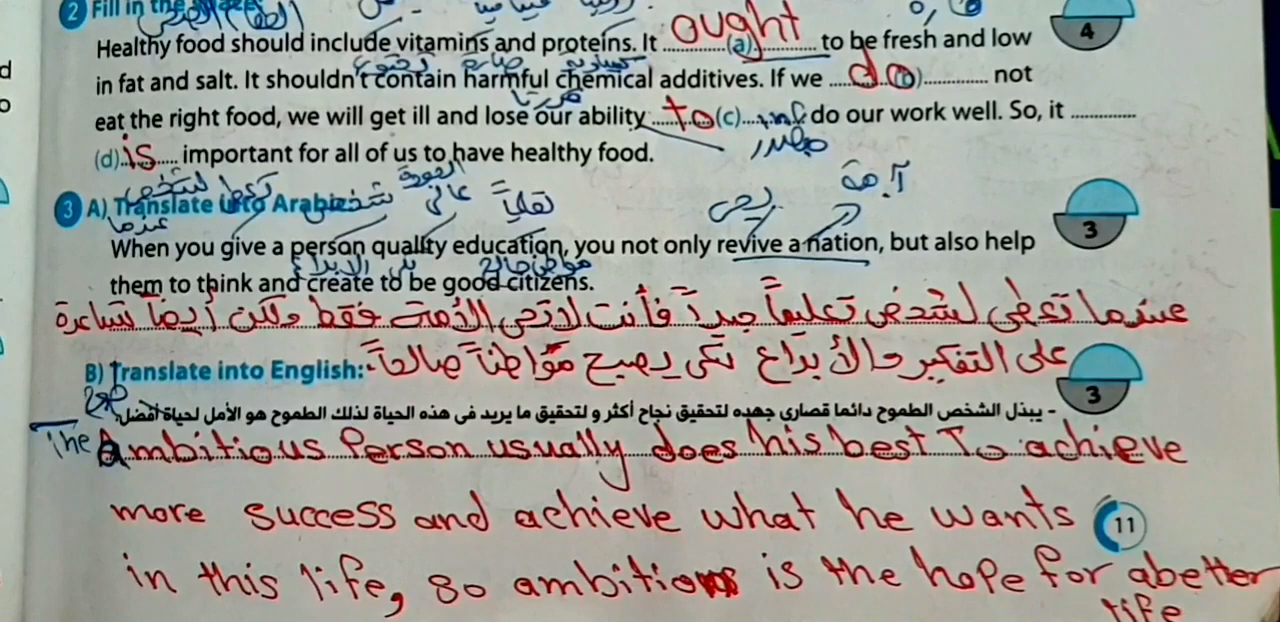 2 Fill in the
4
Healthy food should include vitamins and proteins. It ought (a) to be fresh and low
in fat and salt. It shouldn't contain harmful chemical additives. If we do (b) not
eat the right food, we will get ill and lose our ability to (c) inf do our work well. So, it
مصدر
(d) is important for all of us to have healthy food.
3 A) Translate into Arabic:
3
When you give a person quality education, you not only revive a nation, but also help
them to think and create to be good citizens.
عندما تعطى لشخص تعليماً جيداً فأنت لا تحى الأمة فقط ولكن أيضاً تساعدة
على التفكير والأبداع لكى يصبح مواطناً صالحاً
B) Translate into English:
3
- يبذل الشخص الطموح دائما قصارى جهده لتحقيق نجاح أكثر و لتحقيق ما يريد فى هذه الحياة لذلك الطموح هو الأمل لحياة أفضل.
The ambitious Person usually does his best To achieve
more success and achieve what he wants
11
in this life, so ambition is the hope for abetter
life